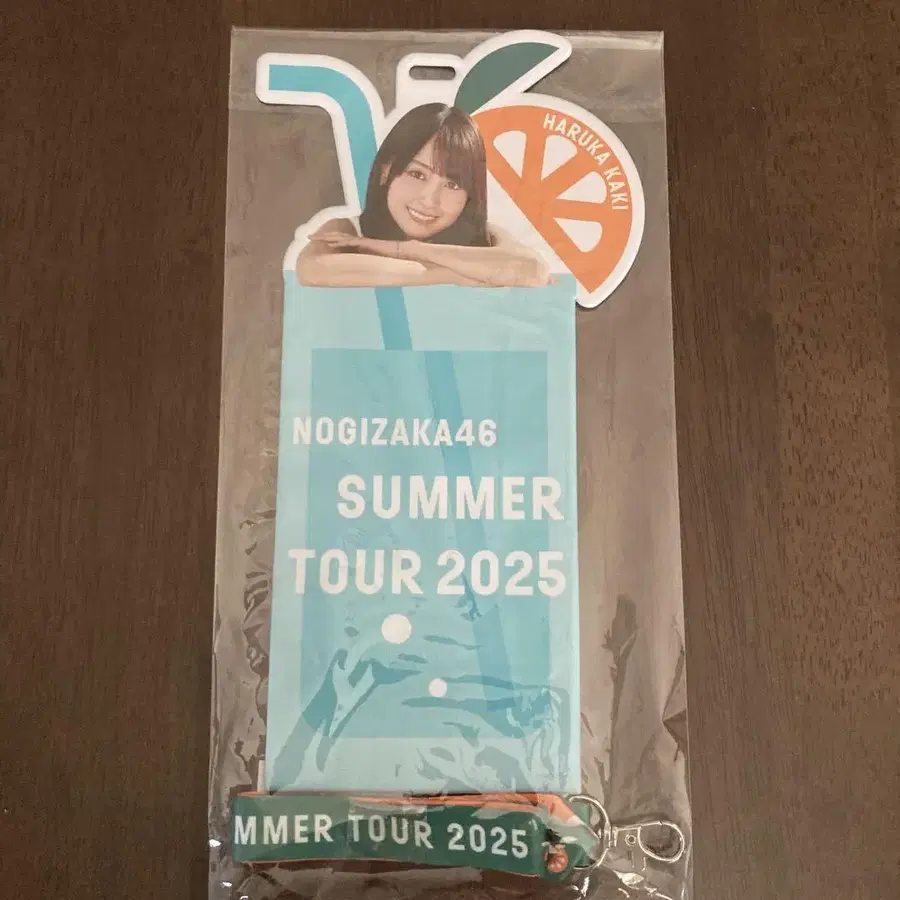 HARUKA KAKI
NOGIZAKA46
SUMMER
TOUR 2025
MMER TOUR 2025